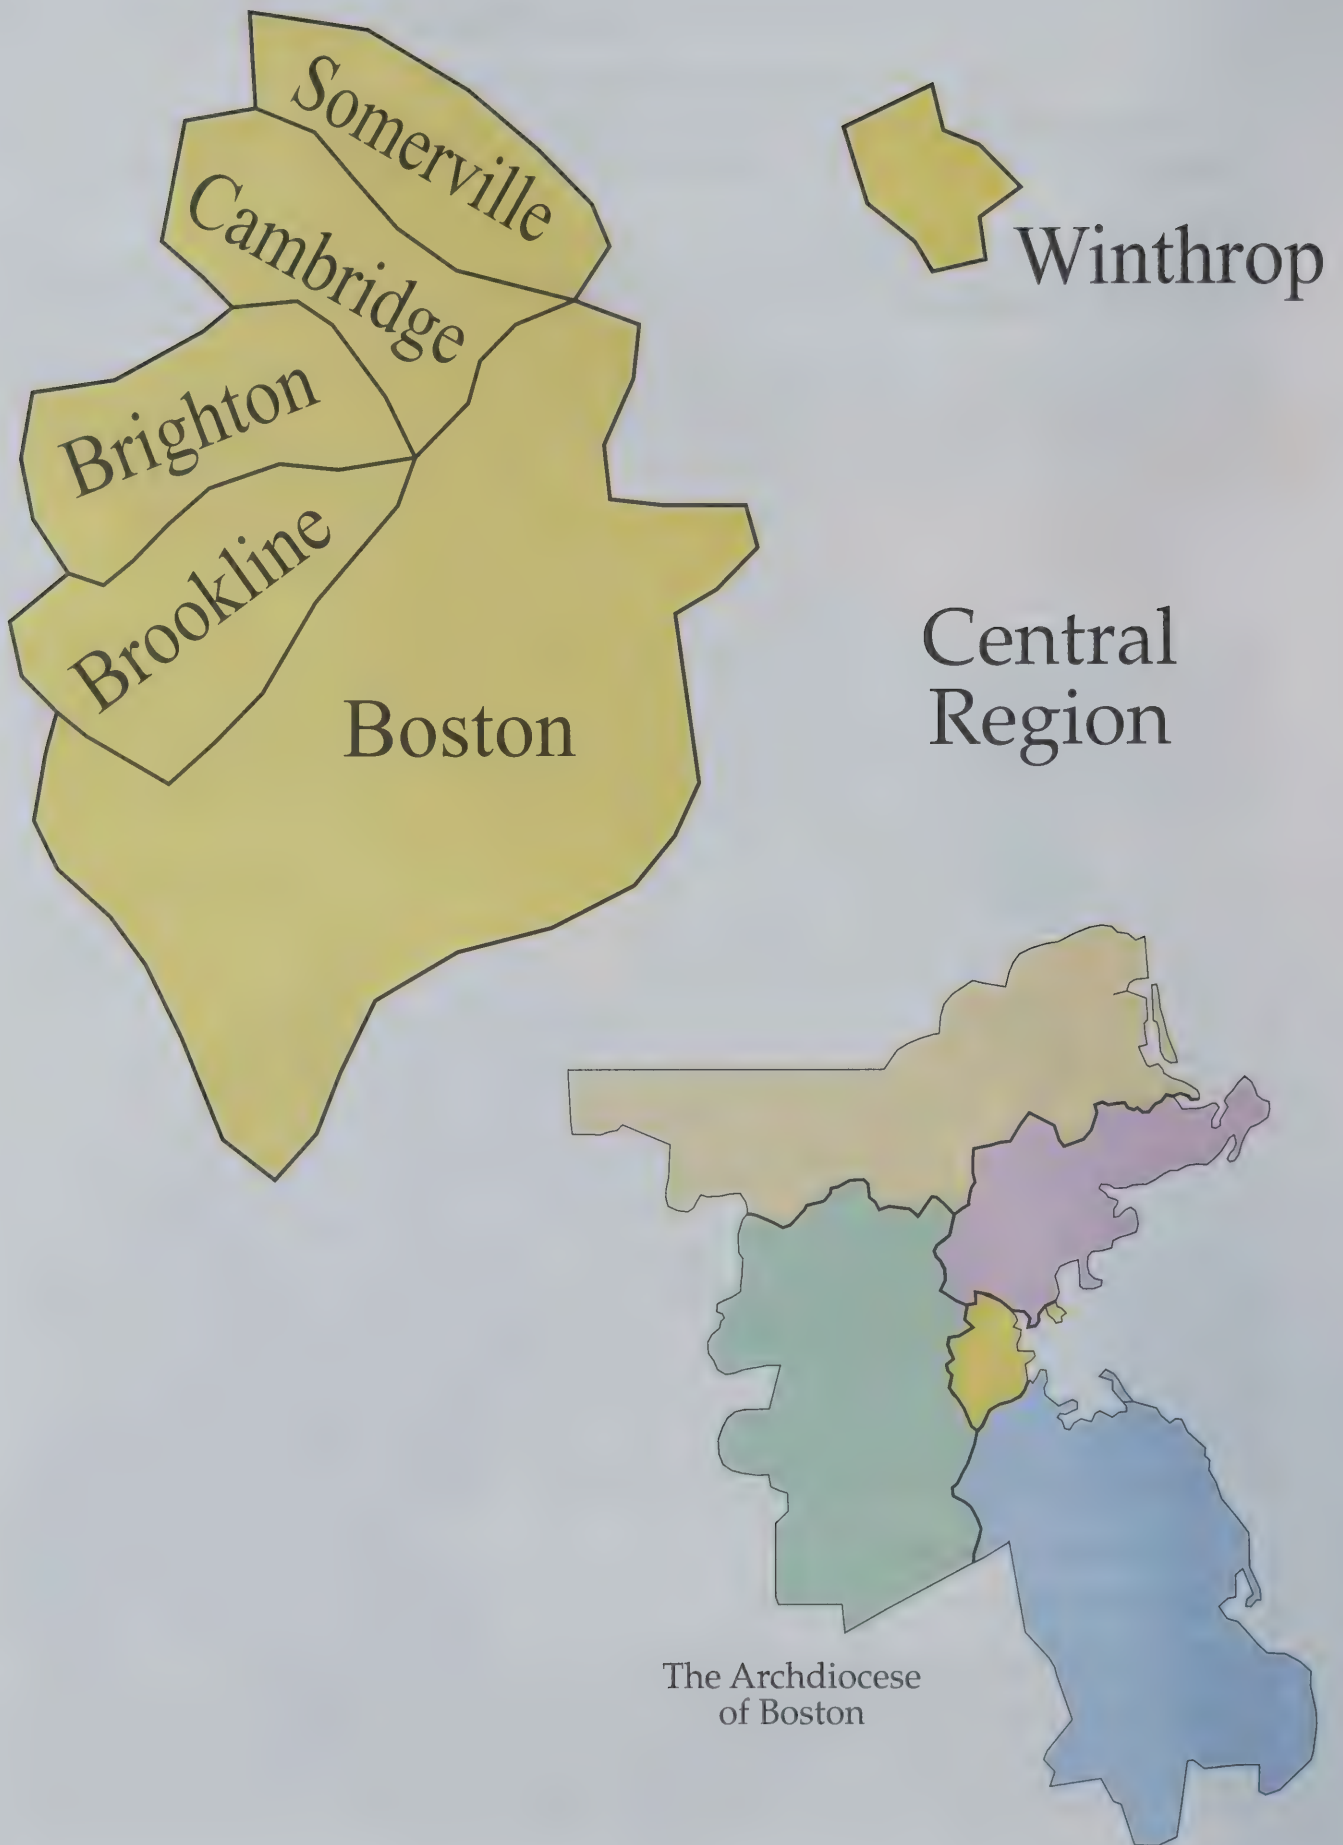 Somerville
Cambridge
Winthrop
Brighton
Brookline
Central
Region
Boston
The Archdiocese
of Boston